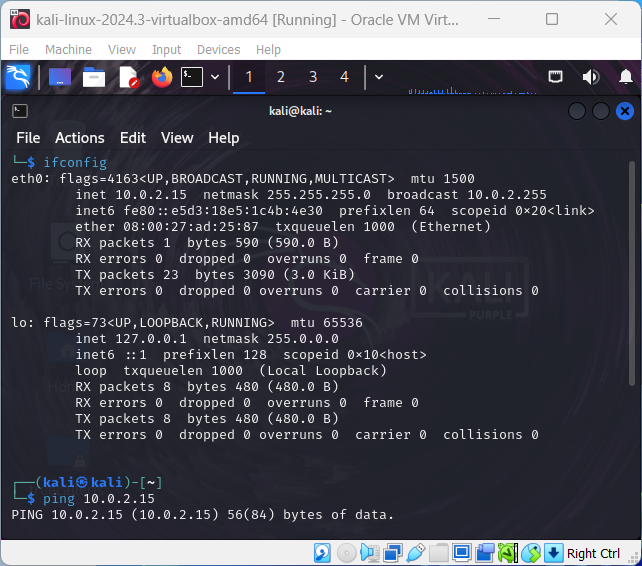 kali-linux-2024.3-virtualbox-amd64 [Running] - Oracle VM Virt...
File Machine View Input Devices Help
1 2 3 4
kali@kali: ~
File Actions Edit View Help
└─$ ifconfig
eth0: flags=4163<UP,BROADCAST,RUNNING,MULTICAST>  mtu 1500
        inet 10.0.2.15  netmask 255.255.255.0  broadcast 10.0.2.255
        inet6 fe80::e5d3:18e5:1c4b:4e30  prefixlen 64  scopeid 0×20<link>
        ether 08:00:27:ad:25:87  txqueuelen 1000  (Ethernet)
        RX packets 1  bytes 590 (590.0 B)
        RX errors 0  dropped 0  overruns 0  frame 0
        TX packets 23  bytes 3090 (3.0 KiB)
        TX errors 0  dropped 0 overruns 0  carrier 0  collisions 0
File Sys
KALI
PURPLE
lo: flags=73<UP,LOOPBACK,RUNNING>  mtu 65536
        inet 127.0.0.1  netmask 255.0.0.0
        inet6 ::1  prefixlen 128  scopeid 0×10<host>
        loop  txqueuelen 1000  (Local Loopback)
        RX packets 8  bytes 480 (480.0 B)
        RX errors 0  dropped 0  overruns 0  frame 0
        TX packets 8  bytes 480 (480.0 B)
        TX errors 0  dropped 0 overruns 0  carrier 0  collisions 0
┌──(kali㉿kali)-[~]
└─$ ping 10.0.2.15
PING 10.0.2.15 (10.0.2.15) 56(84) bytes of data.
Right Ctrl